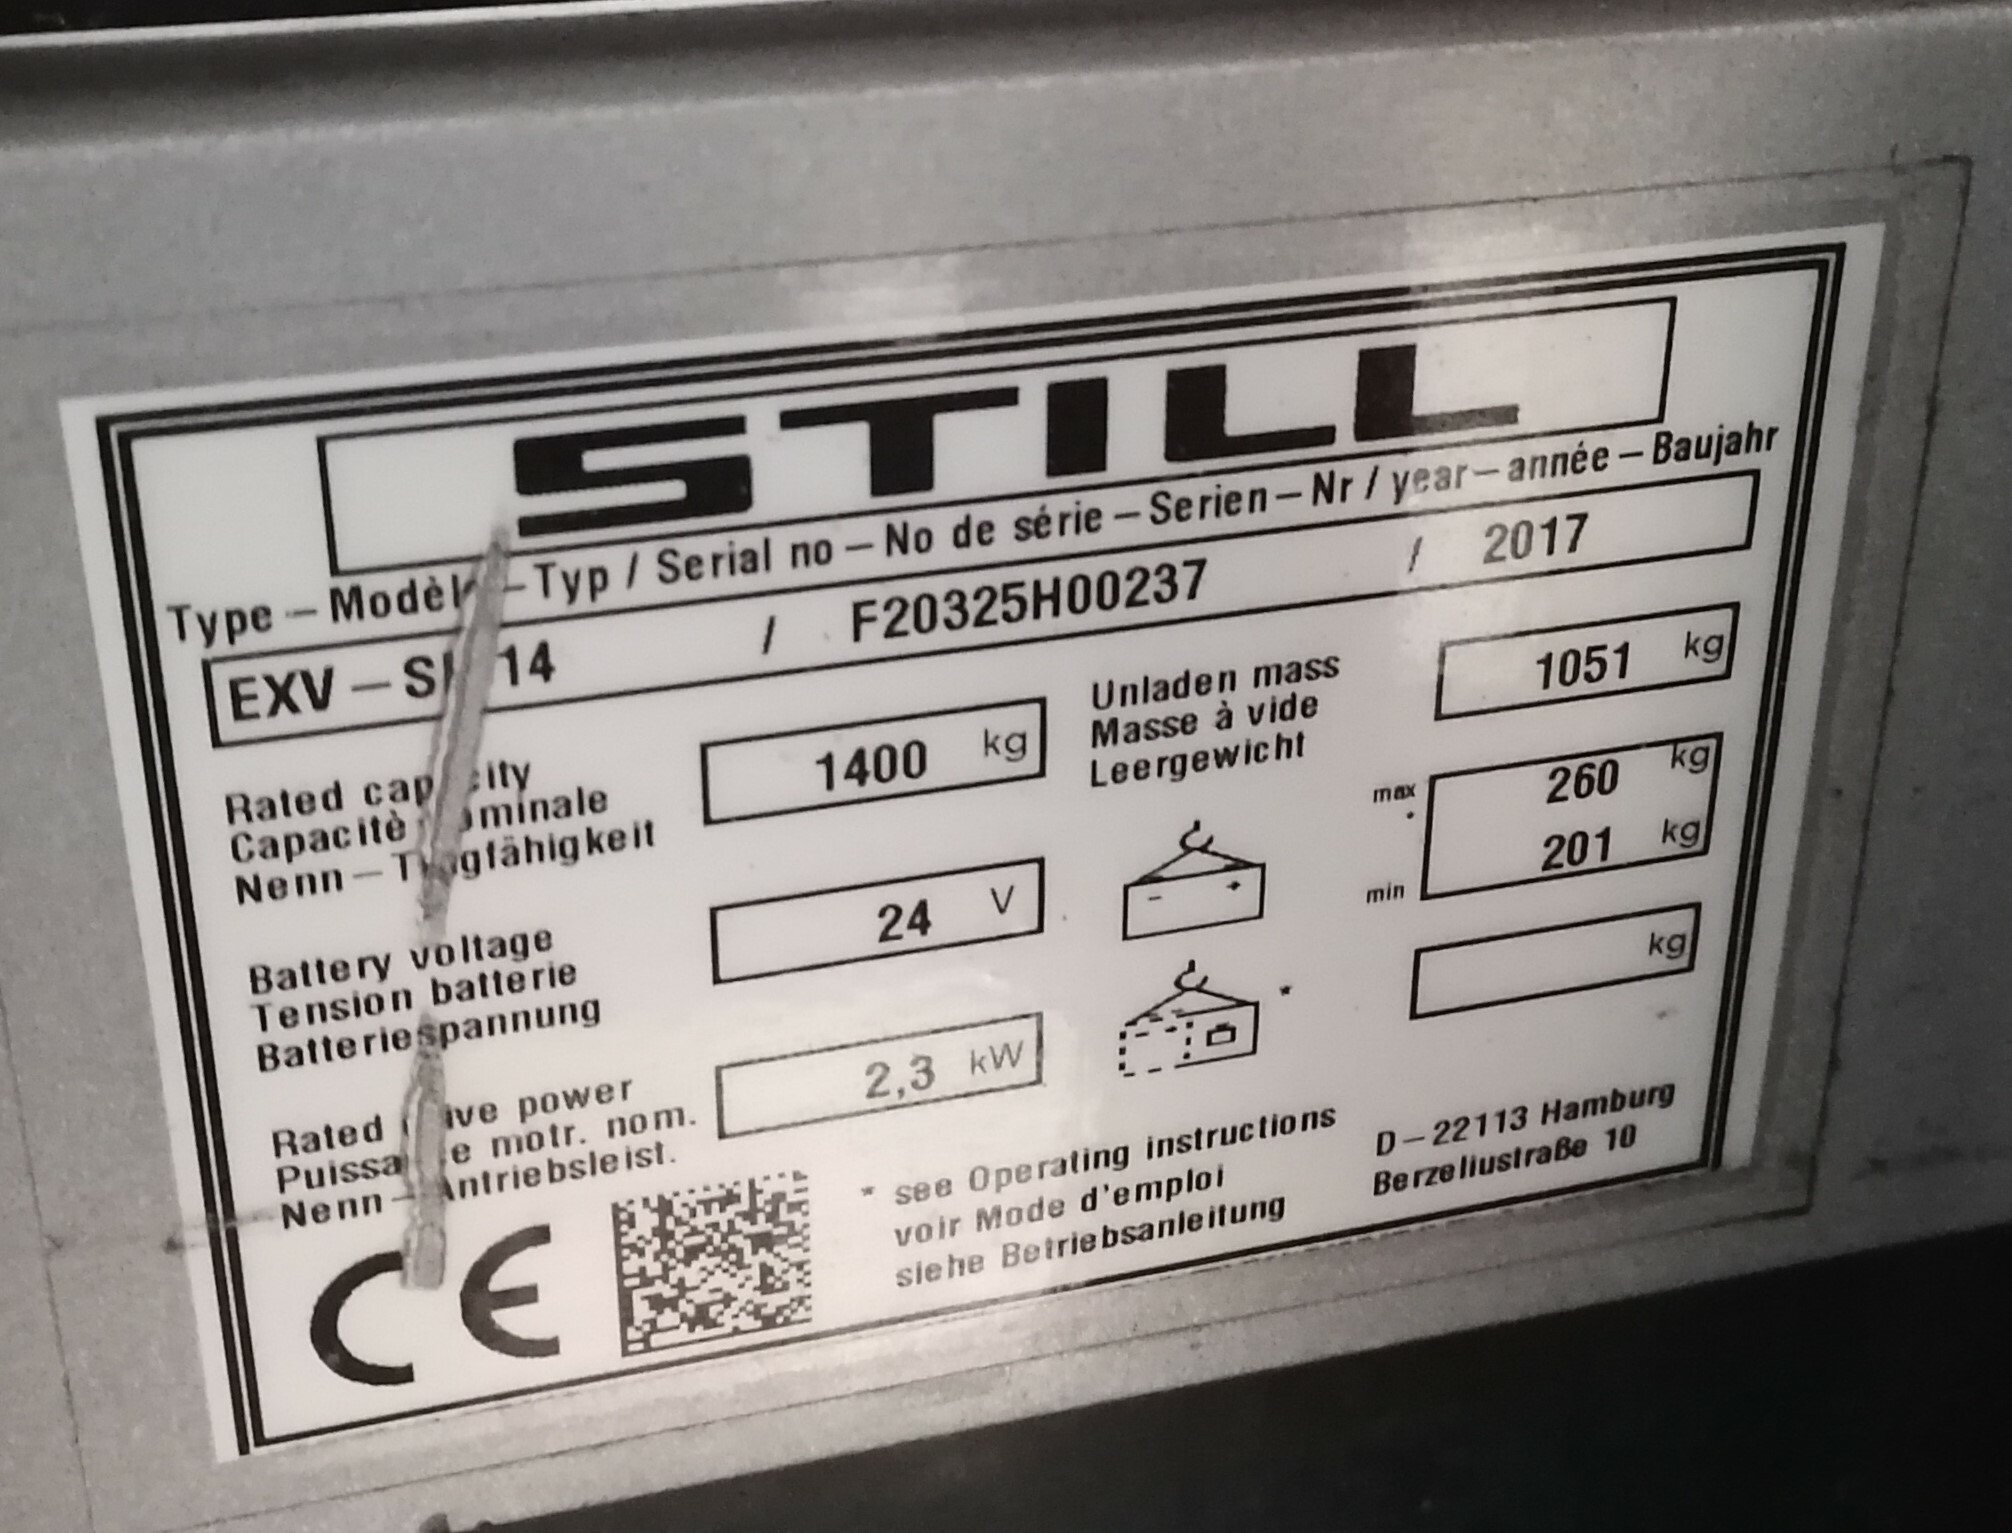 STILL
Type – Modèle – Typ / Serial no – No de série – Serien – Nr / year – année – Baujahr
EXV – 14 / F20325H00237 / 2017
Rated capacity
Capacitè nominale
Nenn – Tragfähigkeit
1400 kg
Unladen mass
Masse à vide
Leergewicht
1051 kg
Battery voltage
Tension batterie
Batteriespannung
24 V
- +
max. 260 kg
min 201 kg
Rated drive power
Puissance motr. nom.
Nenn – Antriebsleist.
2,3 kW
*
kg
CE
* see Operating instructions
voir Mode d'emploi
siehe Betriebsanleitung
D – 22113 Hamburg
Berzeliustraße 10